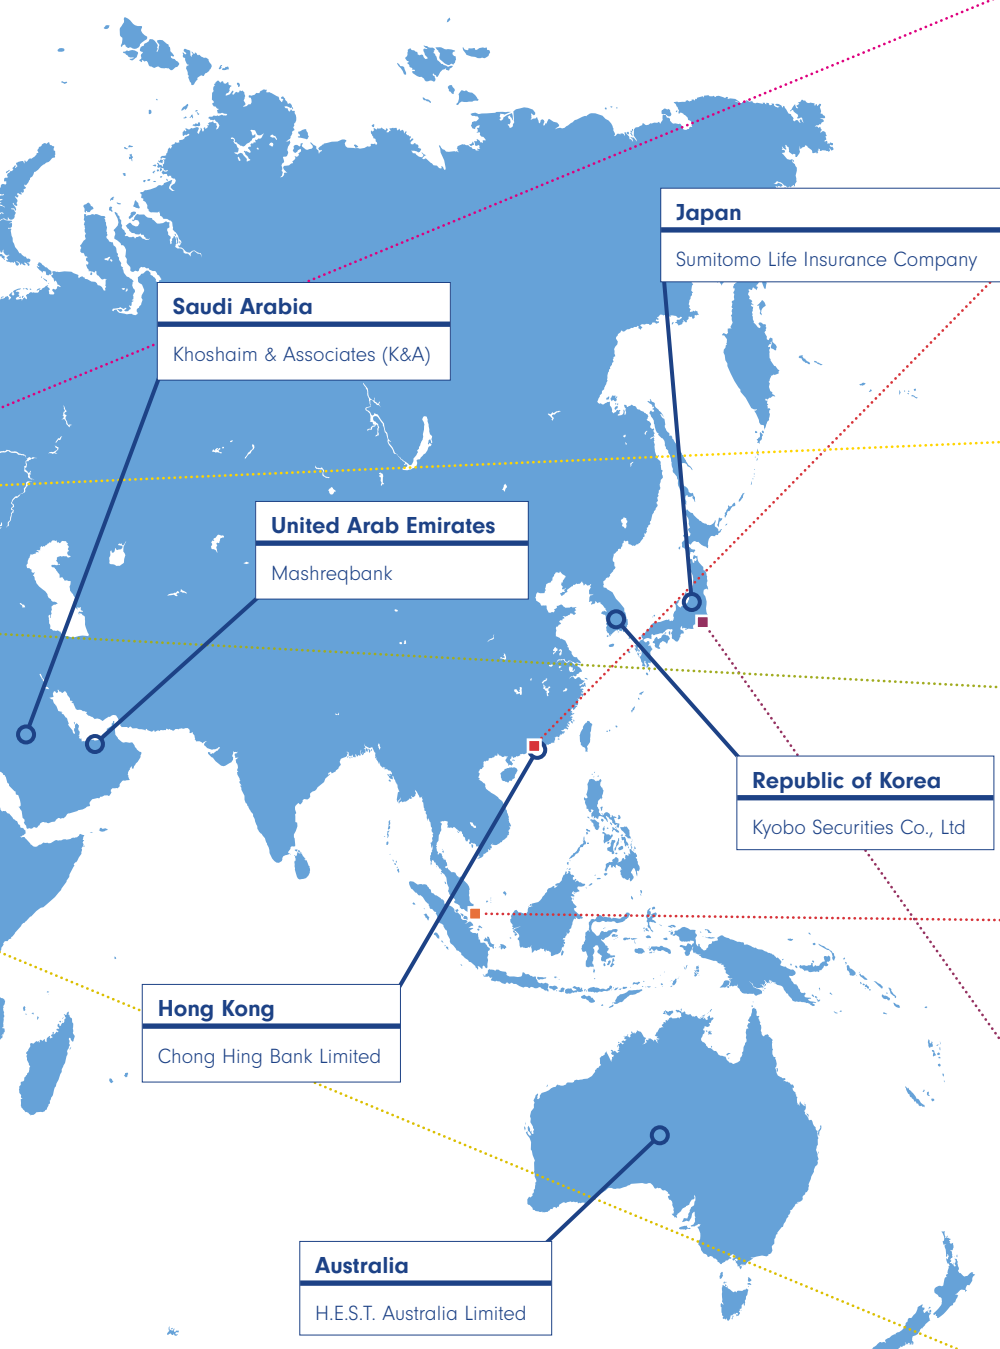 Japan
Sumitomo Life Insurance Company
Saudi Arabia
Khoshaim & Associates (K&A)
United Arab Emirates
Mashreqbank
Republic of Korea
Kyobo Securities Co., Ltd
Hong Kong
Chong Hing Bank Limited
Australia
H.E.S.T. Australia Limited